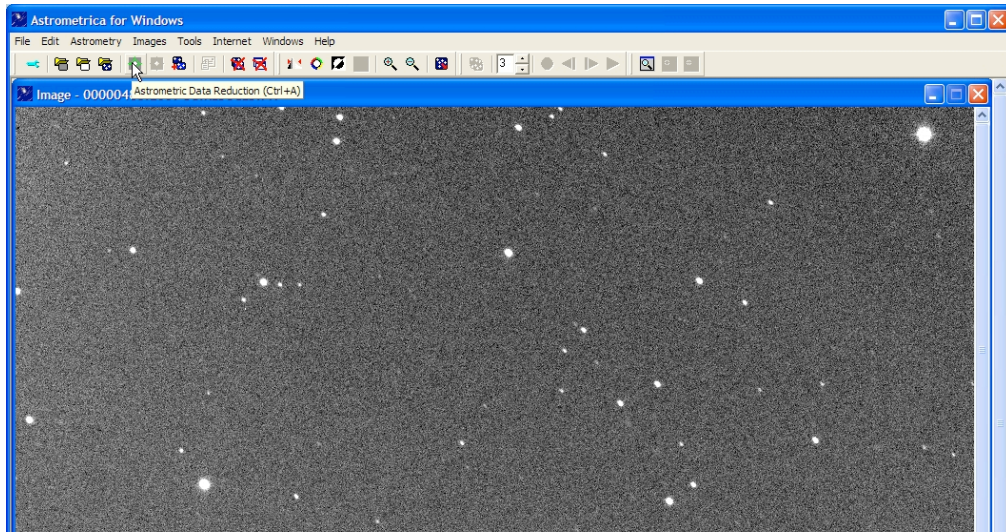 Astrometrica for Windows
File Edit Astrometry Images Tools Internet Windows Help
3
Astrometric Data Reduction (Ctrl+A)
Image - 000004